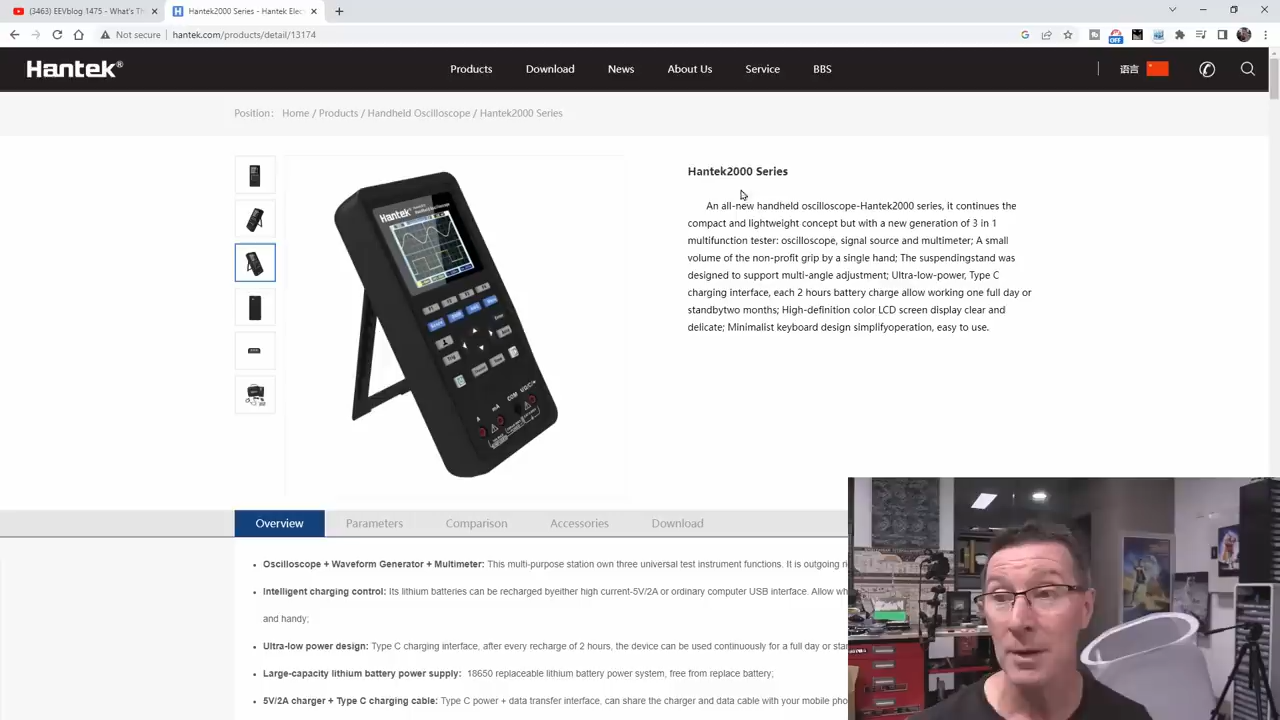 (3463) EEVblog 1475 - What's Th
Hantek2000 Series - Hantek Elec
Not secure
hantek.com/products/detail/13174
OFF
Hantek®
Products
Download
News
About Us
Service
BBS
语言
Position:
Home / Products / Handheld Oscilloscope / Hantek2000 Series
Hantek2000 Series
An all-new handheld oscilloscope-Hantek2000 series, it continues the
compact and lightweight concept but with a new generation of 3 in 1
multifunction tester: oscilloscope, signal source and multimeter; A small
volume of the non-profit grip by a single hand; The suspendingstand was
designed to support multi-angle adjustment; Ultra-low-power, Type C
charging interface, each 2 hours battery charge allow working one full day or
standbytwo months; High-definition color LCD screen display clear and
delicate; Minimalist keyboard design simplifyoperation, easy to use.
Hantek
COM
mA
A
Overview
Parameters
Comparison
Accessories
Download
Oscilloscope + Waveform Generator + Multimeter: This multi-purpose station own three universal test instrument functions. It is outgoing n
Intelligent charging control: Its lithium batteries can be recharged byeither high current-5V/2A or ordinary computer USB interface. Allow wh
and handy;
Ultra-low power design: Type C charging interface, after every recharge of 2 hours, the device can be used continuously for a full day or sta
Large-capacity lithium battery power supply: 18650 replaceable lithium battery power system, free from replace battery;
5V/2A charger + Type C charging cable: Type C power + data transfer interface, can share the charger and data cable with your mobile pho